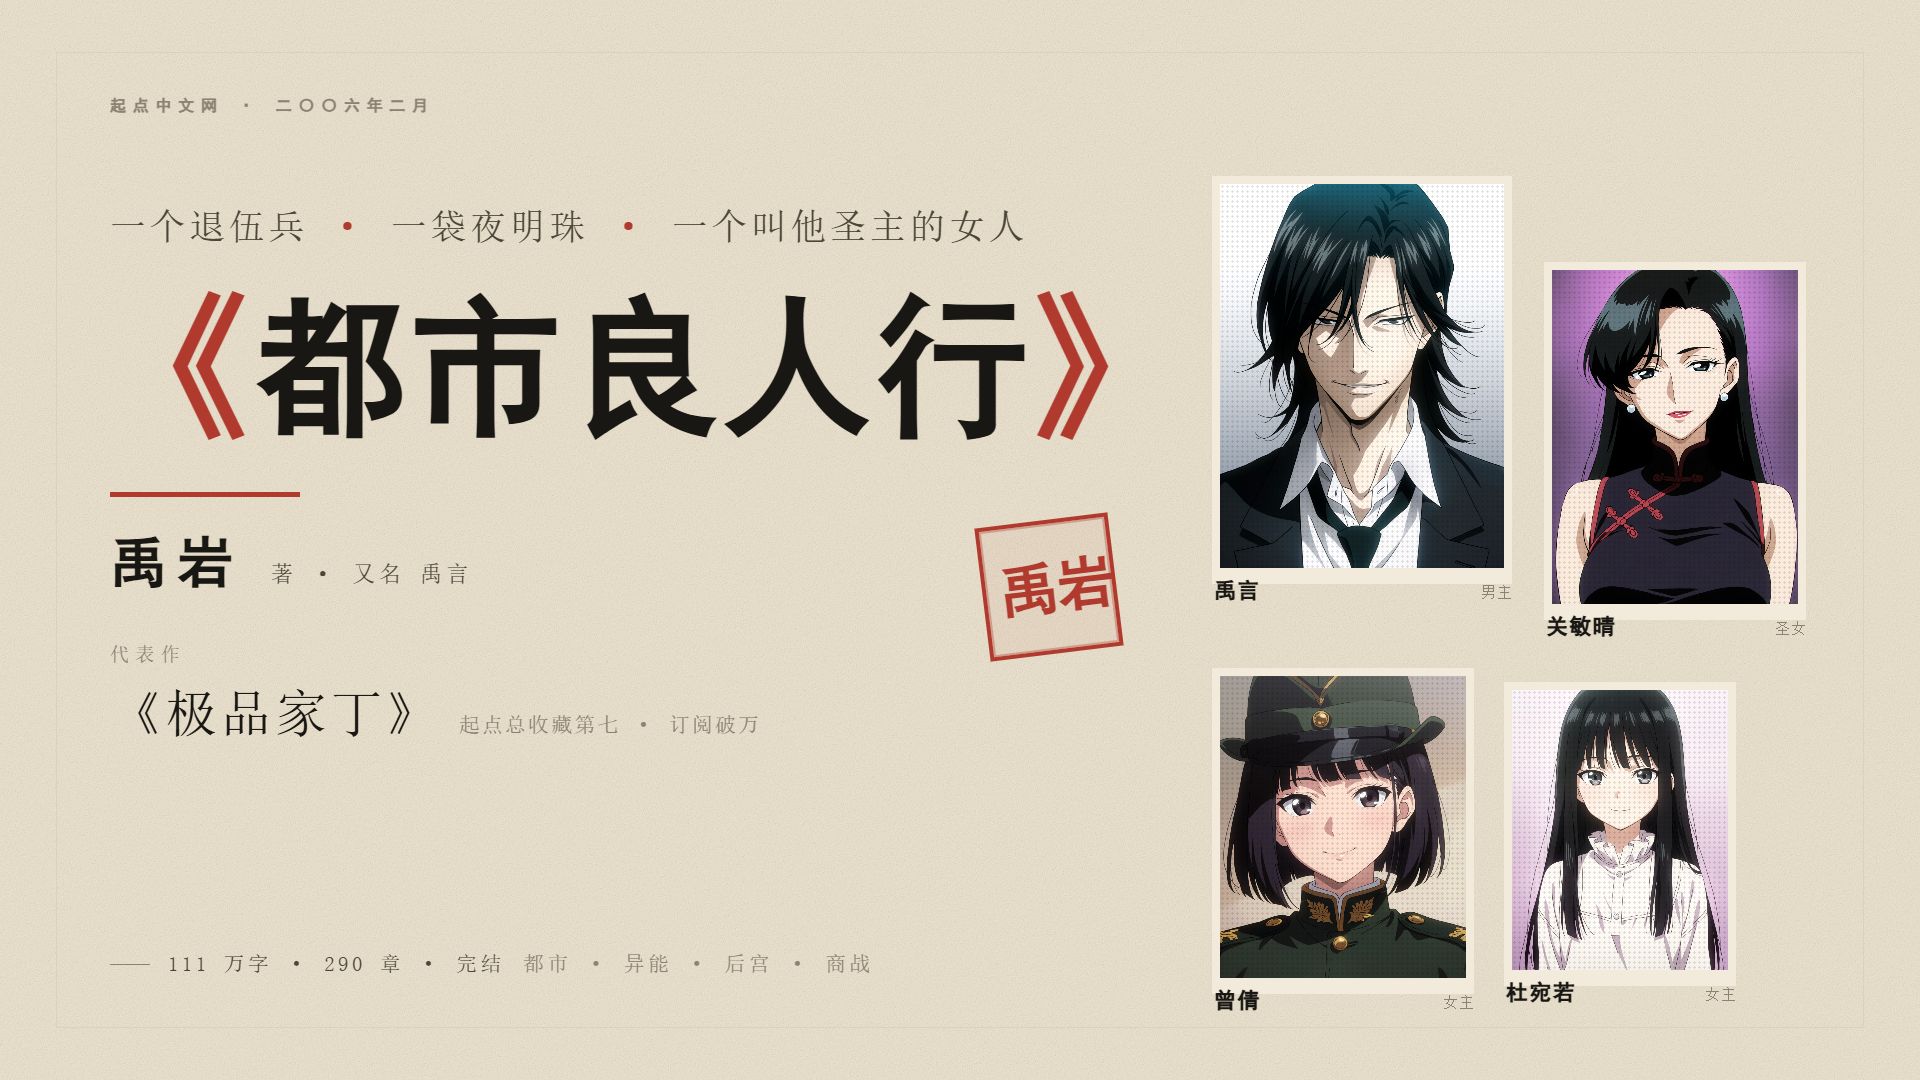 起点中文网 · 二〇〇六年二月
一个退伍兵 • 一袋夜明珠 • 一个叫他圣主的女人
《都市良人行》
禹岩 著 • 又名 禹言
禹岩
代表作
《极品家丁》 起点总收藏第七 • 订阅破万
111 万字 • 290 章 • 完结 都市 • 异能 • 后宫 • 商战
禹言 男主
关敏晴 圣女
曾倩 女主
杜宛若 女主